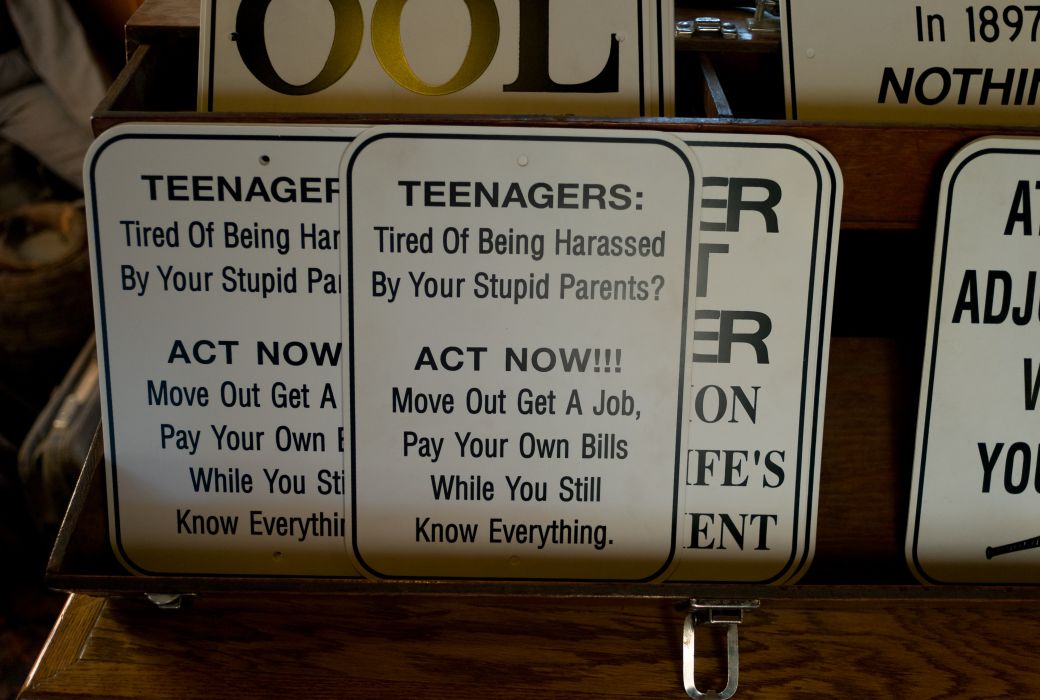 OOL
In 1897
TEENAGER
Tired Of Being Har
By Your Stupid Pa
ACT NOW
Move Out Get A
Pay Your Own
While You Sti
Know Everythin
TEENAGERS:
Tired Of Being Harassed
By Your Stupid Parents?
ACT NOW!!!
Move Out Get A Job,
Pay Your Own Bills
While You Still
Know Everything.
ER
T
ER
ION
IFE'S
ENT
NOTHIN
AT
ADJU
YOU